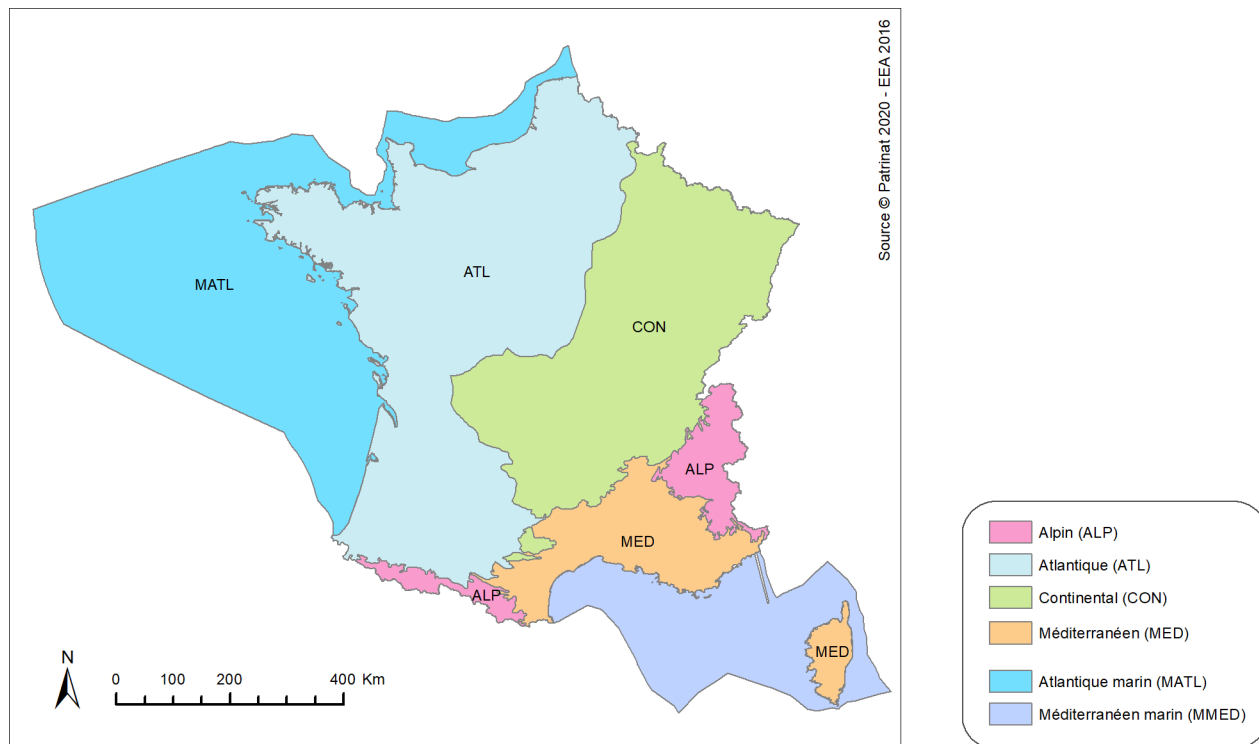 Source © Patrinat 2020 - EEA 2016
MATL
ATL
CON
ALP
MED
ALP
MED
N
0 100 200 400 Km
Alpin (ALP)
Atlantique (ATL)
Continental (CON)
Méditerranéen (MED)
Atlantique marin (MATL)
Méditerranéen marin (MMED)